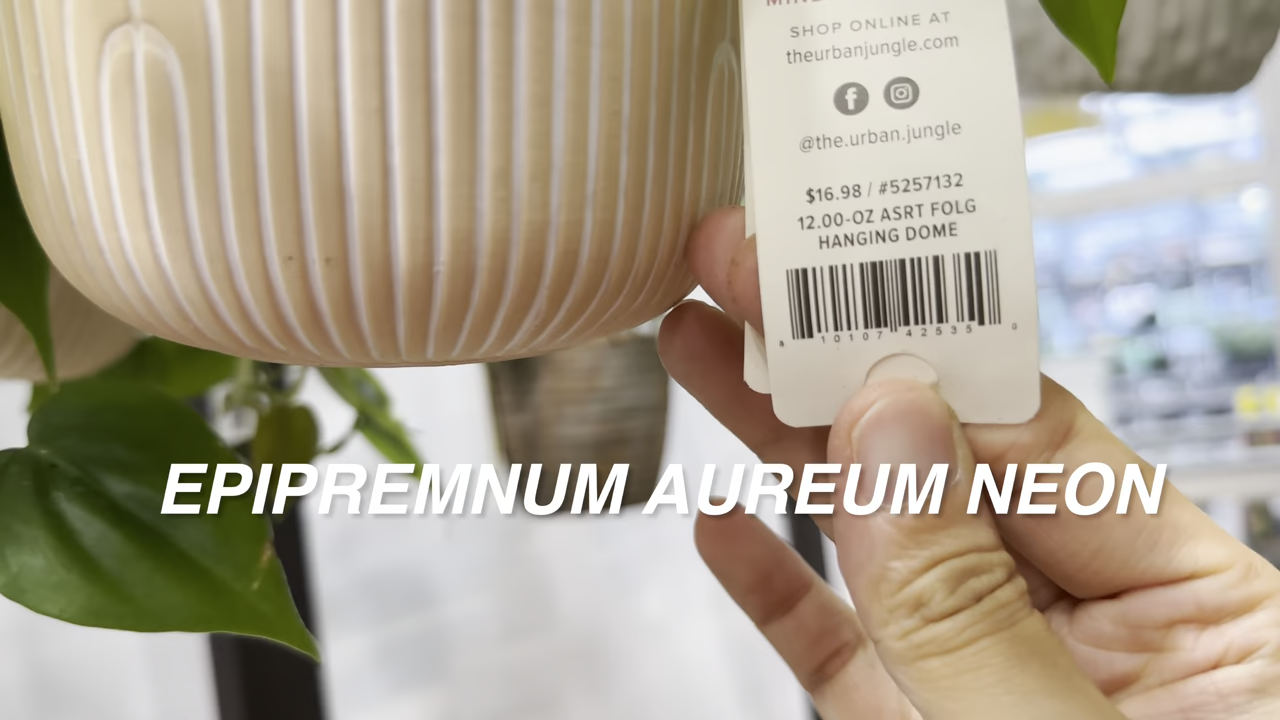 SHOP ONLINE AT
theurbanjungle.com
@the.urban.jungle
$16.98 / #5257132
12.00-OZ ASRT FOLG
HANGING DOME
10107 42535 0
EPIPREMNUM AUREUM NEON